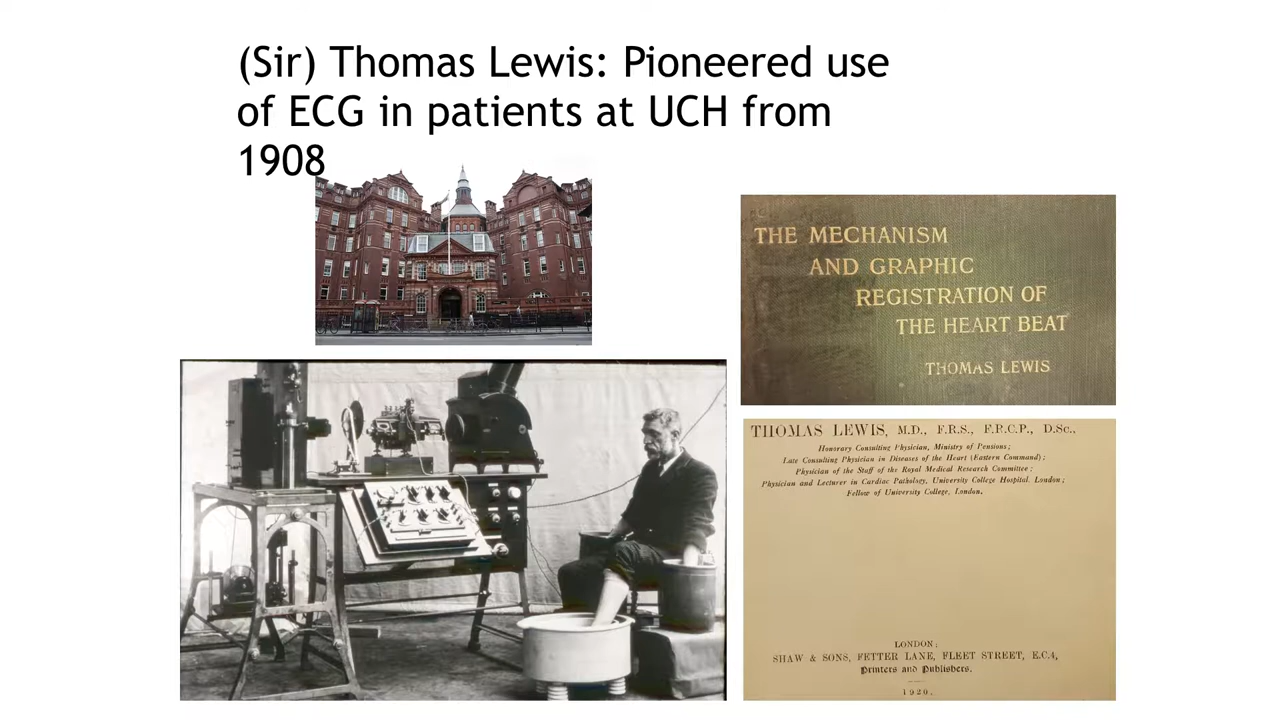 (Sir) Thomas Lewis: Pioneered use
of ECG in patients at UCH from
1908
THE MECHANISM
AND GRAPHIC
REGISTRATION OF
THE HEART BEAT
THOMAS LEWIS
THOMAS LEWIS, M.D., F.R.S., F.R.C.P., D.Sc.,
Honorary Consulting Physician, Ministry of Pensions;
Late Consulting Physician in Diseases of the Heart (Eastern Command);
Physician of the Staff of the Royal Medical Research Committee;
Physician and Lecturer in Cardiac Pathology, University College Hospital, London;
Fellow of University College, London.
LONDON:
SHAW & SONS, FETTER LANE, FLEET STREET, E.C.4,
Printers and Publishers.
1920.